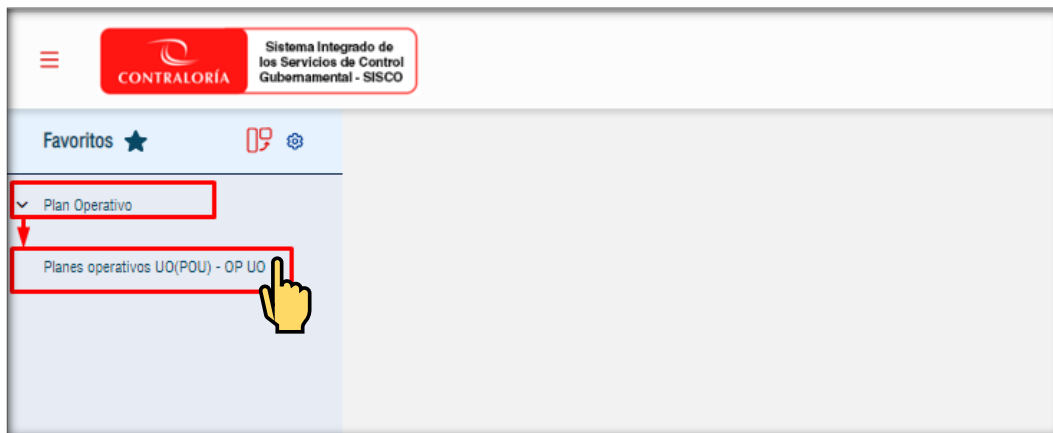 CONTRALORÍA
Sistema Integrado de
los Servicios de Control
Gubernamental - SISCO
Favoritos
Plan Operativo
Planes operativos UO(POU) - OP UO